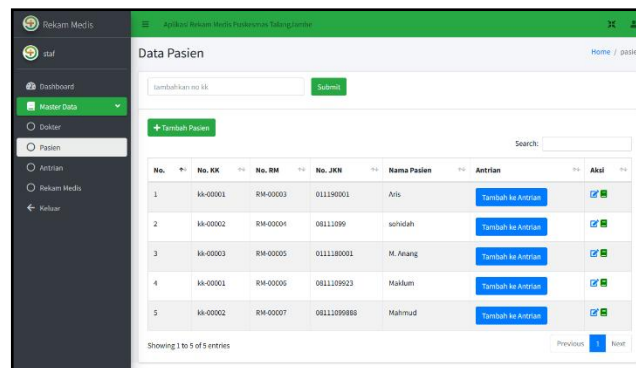 Rekam Medis
Aplikasi Rekam Medis Puskesmas TalangJambe
staf
Data Pasien
Home / pasie
tambahkan no kk
Submit
Dashboard
Master Data
Dokter
Pasien
Antrian
Rekam Medis
Keluar
+ Tambah Pasien
Search:
No. No. KK No. RM No. JKN Nama Pasien Antrian Aksi
1 kk-00001 RM-00003 011190001 Aris Tambah ke Antrian
2 kk-00002 RM-00004 08111099 sohidah Tambah ke Antrian
3 kk-00003 RM-00005 0111180001 M. Anang Tambah ke Antrian
4 kk-00001 RM-00006 0811109923 Maklum Tambah ke Antrian
5 kk-00002 RM-00007 08111099888 Mahmud Tambah ke Antrian
Showing 1 to 5 of 5 entries
Previous 1 Next